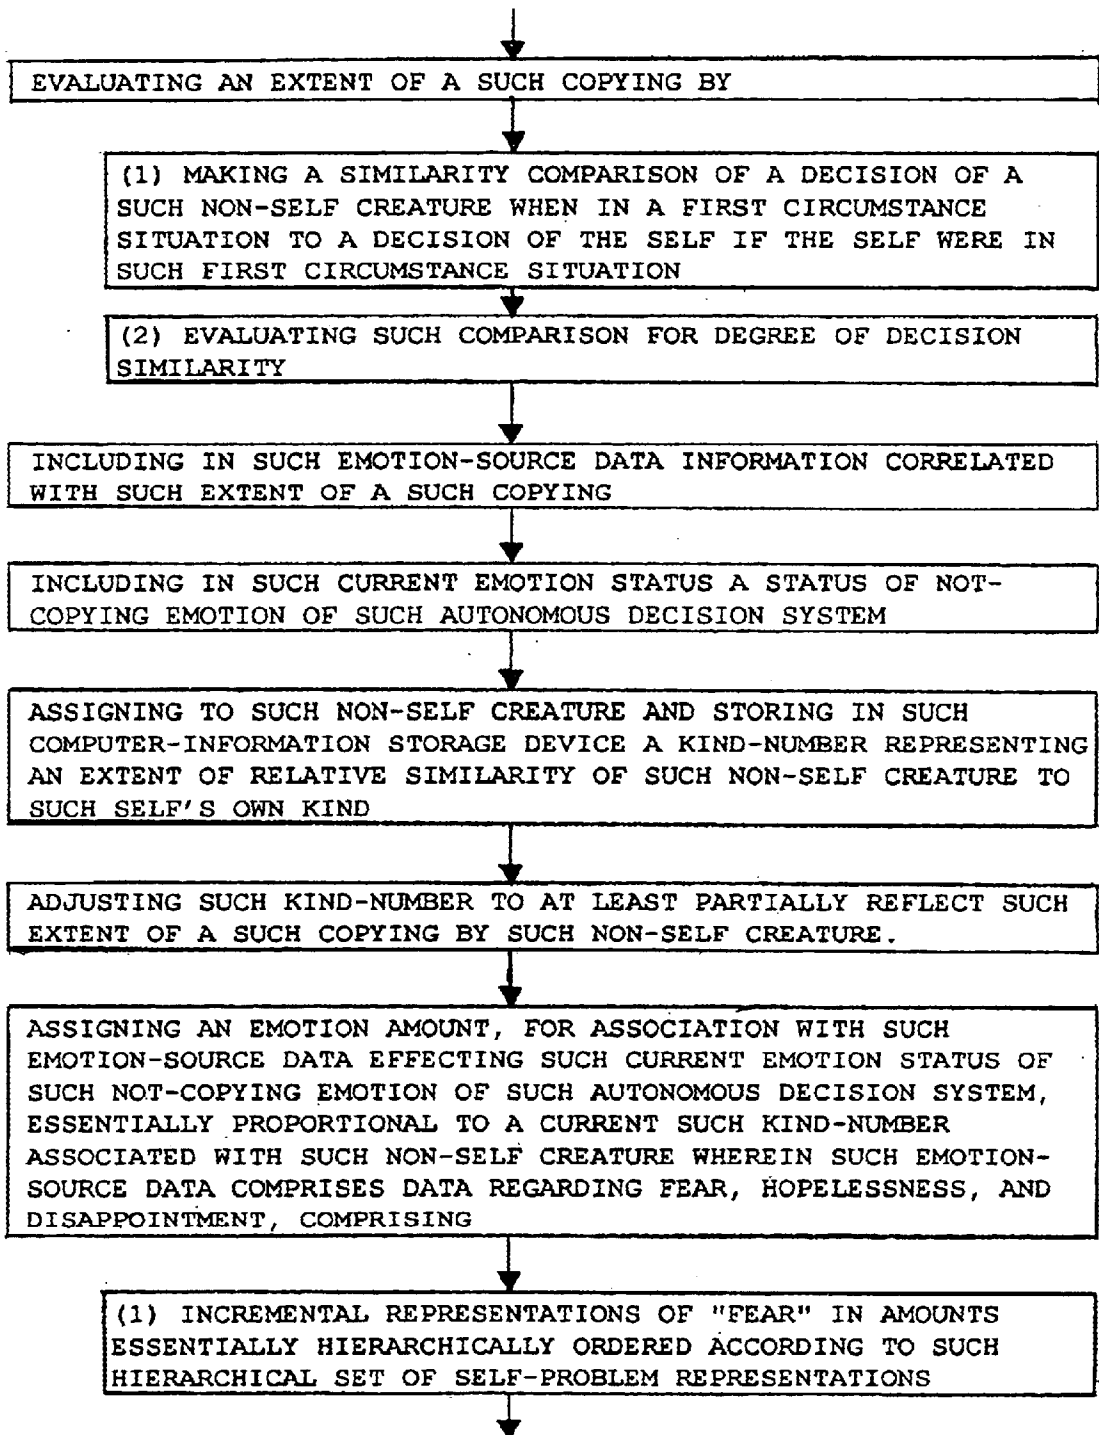 EVALUATING AN EXTENT OF A SUCH COPYING BY
(1) MAKING A SIMILARITY COMPARISON OF A DECISION OF A
SUCH NON-SELF CREATURE WHEN IN A FIRST CIRCUMSTANCE
SITUATION TO A DECISION OF THE SELF IF THE SELF WERE IN
SUCH FIRST CIRCUMSTANCE SITUATION
(2) EVALUATING SUCH COMPARISON FOR DEGREE OF DECISION
SIMILARITY
INCLUDING IN SUCH EMOTION-SOURCE DATA INFORMATION CORRELATED
WITH SUCH EXTENT OF A SUCH COPYING
INCLUDING IN SUCH CURRENT EMOTION STATUS A STATUS OF NOT-
COPYING EMOTION OF SUCH AUTONOMOUS DECISION SYSTEM
ASSIGNING TO SUCH NON-SELF CREATURE AND STORING IN SUCH
COMPUTER-INFORMATION STORAGE DEVICE A KIND-NUMBER REPRESENTING
AN EXTENT OF RELATIVE SIMILARITY OF SUCH NON-SELF CREATURE TO
SUCH SELF'S OWN KIND
ADJUSTING SUCH KIND-NUMBER TO AT LEAST PARTIALLY REFLECT SUCH
EXTENT OF A SUCH COPYING BY SUCH NON-SELF CREATURE.
ASSIGNING AN EMOTION AMOUNT, FOR ASSOCIATION WITH SUCH
EMOTION-SOURCE DATA EFFECTING SUCH CURRENT EMOTION STATUS OF
SUCH NOT-COPYING EMOTION OF SUCH AUTONOMOUS DECISION SYSTEM,
ESSENTIALLY PROPORTIONAL TO A CURRENT SUCH KIND-NUMBER
ASSOCIATED WITH SUCH NON-SELF CREATURE WHEREIN SUCH EMOTION-
SOURCE DATA COMPRISES DATA REGARDING FEAR, HOPELESSNESS, AND
DISAPPOINTMENT, COMPRISING
(1) INCREMENTAL REPRESENTATIONS OF "FEAR" IN AMOUNTS
ESSENTIALLY HIERARCHICALLY ORDERED ACCORDING TO SUCH
HIERARCHICAL SET OF SELF-PROBLEM REPRESENTATIONS